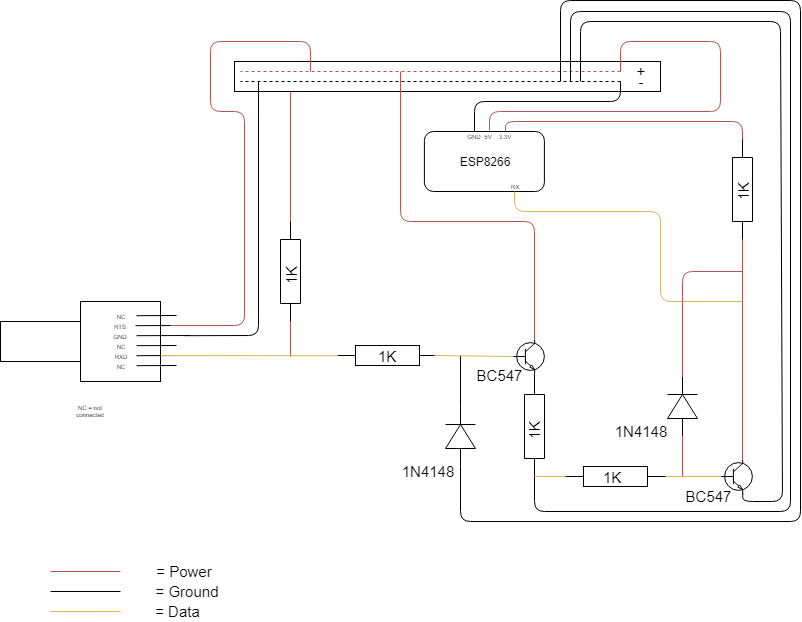 +
-
GND 5V 3.3V
ESP8266
RX
1K
1K
NC
RTS
GND
NC
RXD
NC
1K
BC547
NC = not
connected
1K
1N4148
1N4148
1K
BC547
= Power
= Ground
= Data